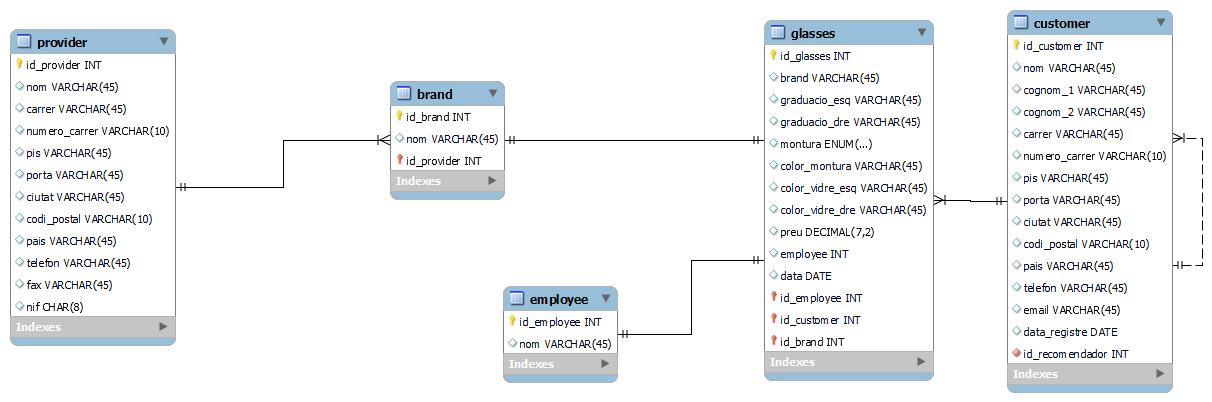 provider
id_provider INT
nom VARCHAR(45)
carrer VARCHAR(45)
numero_carrer VARCHAR(10)
pis VARCHAR(45)
porta VARCHAR(45)
ciutat VARCHAR(45)
codi_postal VARCHAR(10)
pais VARCHAR(45)
telefon VARCHAR(45)
fax VARCHAR(45)
nif CHAR(8)
Indexes
brand
id_brand INT
nom VARCHAR(45)
id_provider INT
Indexes
employee
id_employee INT
nom VARCHAR(45)
Indexes
glasses
id_glasses INT
brand VARCHAR(45)
graduacio_esq VARCHAR(45)
graduacio_dre VARCHAR(45)
montura ENUM(...)
color_montura VARCHAR(45)
color_vidre_esq VARCHAR(45)
color_vidre_dre VARCHAR(45)
preu DECIMAL(7,2)
employee INT
data DATE
id_employee INT
id_customer INT
id_brand INT
Indexes
customer
id_customer INT
nom VARCHAR(45)
cognom_1 VARCHAR(45)
cognom_2 VARCHAR(45)
carrer VARCHAR(45)
numero_carrer VARCHAR(10)
pis VARCHAR(45)
porta VARCHAR(45)
ciutat VARCHAR(45)
codi_postal VARCHAR(10)
pais VARCHAR(45)
telefon VARCHAR(45)
email VARCHAR(45)
data_registre DATE
id_recomendador INT
Indexes